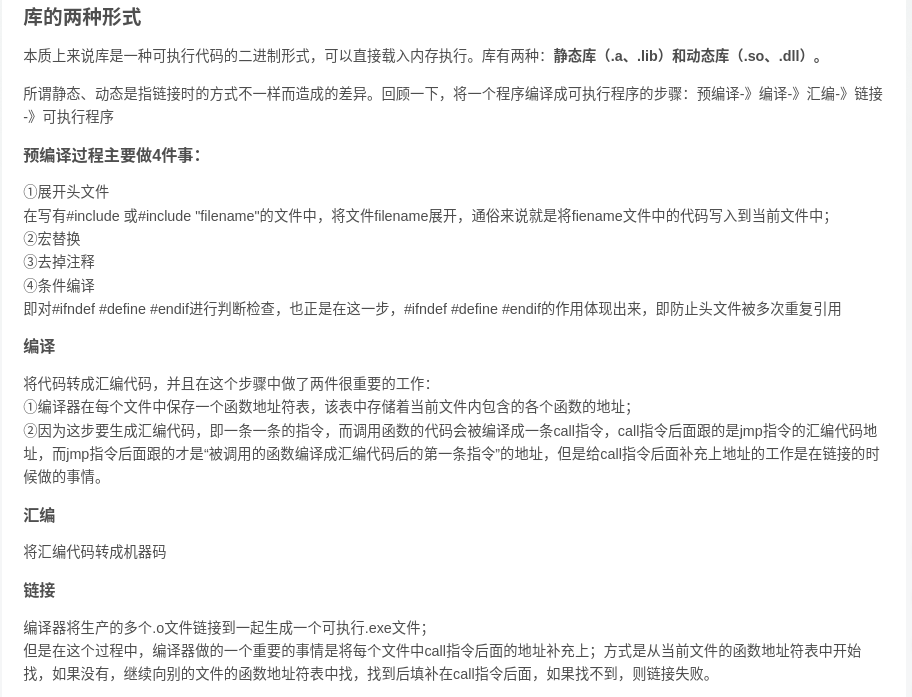 库的两种形式
本质上来说库是一种可执行代码的二进制形式，可以直接载入内存执行。库有两种：静态库（.a、.lib）和动态库（.so、.dll）。
所谓静态、动态是指链接时的方式不一样而造成的差异。回顾一下，将一个程序编译成可执行程序的步骤：预编译-》编译-》汇编-》链接
-》可执行程序
预编译过程主要做4件事：
①展开头文件
在写有#include 或#include "filename"的文件中，将文件filename展开，通俗来说就是将fiename文件中的代码写入到当前文件中；
②宏替换
③去掉注释
④条件编译
即对#ifndef #define #endif进行判断检查，也正是在这一步，#ifndef #define #endif的作用体现出来，即防止头文件被多次重复引用
编译
将代码转成汇编代码，并且在这个步骤中做了两件很重要的工作：
①编译器在每个文件中保存一个函数地址符表，该表中存储着当前文件内包含的各个函数的地址；
②因为这步要生成汇编代码，即一条一条的指令，而调用函数的代码会被编译成一条call指令，call指令后面跟的是jmp指令的汇编代码地
址，而jmp指令后面跟的才是“被调用的函数编译成汇编代码后的第一条指令”的地址，但是给call指令后面补充上地址的工作是在链接的时
候做的事情。
汇编
将汇编代码转成机器码
链接
编译器将生产的多个.o文件链接到一起生成一个可执行.exe文件；
但是在这个过程中，编译器做的一个重要的事情是将每个文件中call指令后面的地址补充上；方式是从当前文件的函数地址符表中开始
找，如果没有，继续向别的文件的函数地址符表中找，找到后填补在call指令后面，如果找不到，则链接失败。